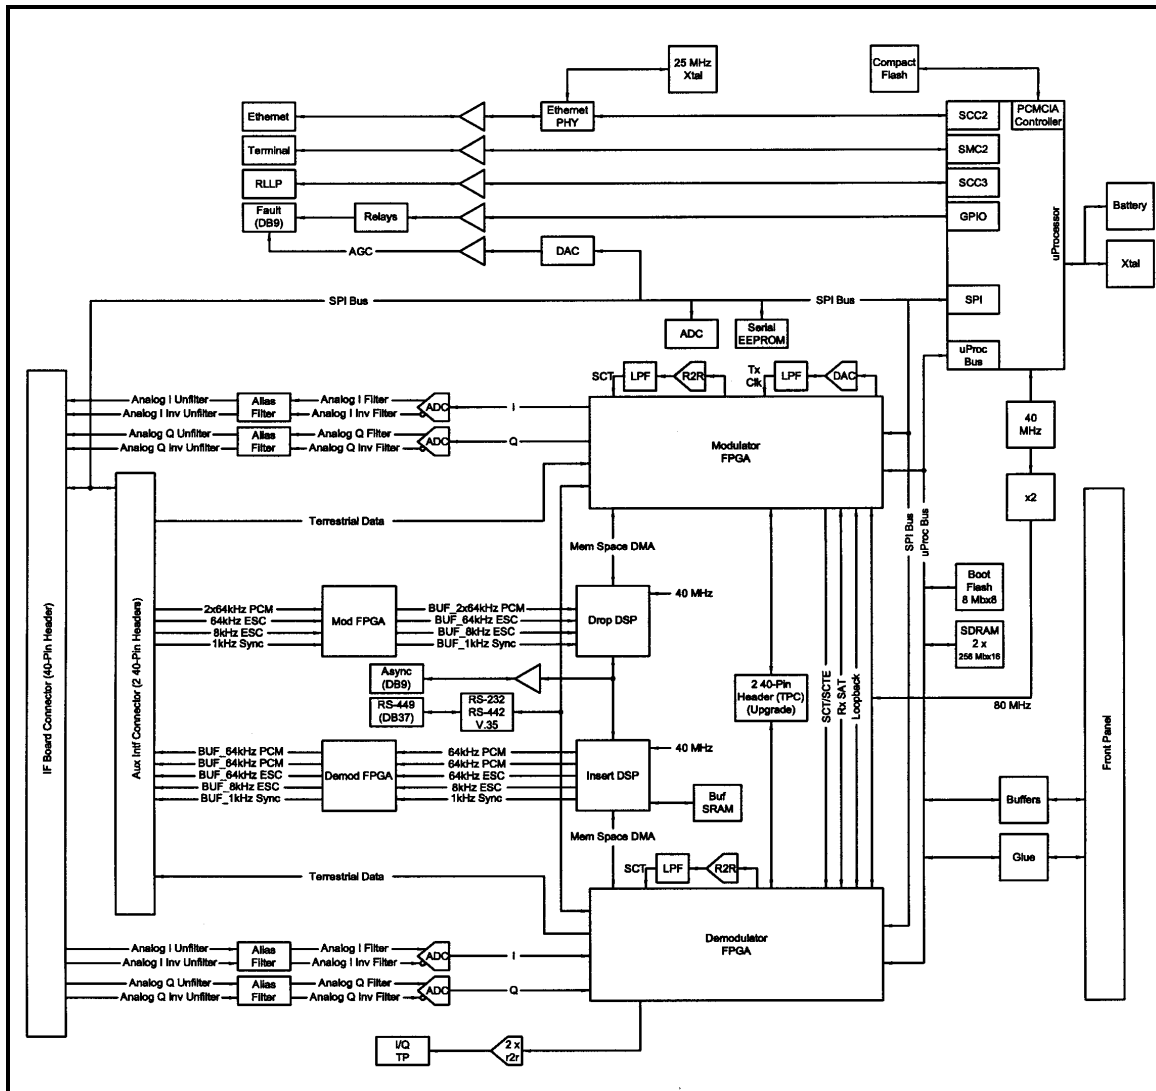 25 MHz
Xtal
Compact
Flash
Ethernet
Ethernet
PHY
SCC2
PCMCIA
Controller
Terminal
SMC2
RLLP
SCC3
Fault
(DB9)
Relays
GPIO
uProcessor
Battery
AGC
DAC
Xtal
SPI Bus
SPI Bus
SPI
ADC
Serial
EEPROM
uProc
Bus
SCT
LPF
R2R
Tx
Clk
LPF
DAC
Analog I Unfilter
Analog I Inv Unfilter
Alias
Filter
Analog I Filter
Analog I Inv Filter
ADC
I
Analog Q Unfilter
Analog Q Inv Unfilter
Alias
Filter
Analog Q Filter
Analog Q Inv Filter
ADC
Q
Modulator
FPGA
40
MHz
x2
Terrestrial Data
Mem Space DMA
SPI Bus
uProc Bus
2x64kHz PCM
64kHz ESC
8kHz ESC
1kHz Sync
Mod FPGA
BUF_2x64kHz PCM
BUF_64kHz ESC
BUF_8kHz ESC
BUF_1kHz Sync
Drop DSP
40 MHz
Boot
Flash
8 Mbx8
SDRAM
2 x
256 Mbx16
Async
(DB9)
RS-449
(DB37)
RS-232
RS-442
V.35
2 40-Pin
Header (TPC)
(Upgrade)
SCT/SCTE
Rx SAT
Loopback
80 MHz
IF Board Connector (40-Pin Header)
Aux Intf Connector (2 40-Pin Headers)
Front Panel
BUF_64kHz PCM
BUF_64kHz PCM
BUF_64kHz ESC
BUF_8kHz ESC
BUF_1kHz Sync
Demod FPGA
64kHz PCM
64kHz PCM
64kHz ESC
8kHz ESC
1kHz Sync
Insert DSP
40 MHz
Buf
SRAM
Buffers
Mem Space DMA
Glue
SCT
LPF
R2R
Terrestrial Data
Demodulator
FPGA
Analog I Unfilter
Analog I Inv Unfilter
Alias
Filter
Analog I Filter
Analog I Inv Filter
ADC
I
Analog Q Unfilter
Analog Q Inv Unfilter
Alias
Filter
Analog Q Filter
Analog Q Inv Filter
ADC
Q
I/Q
TP
2 x
r2r